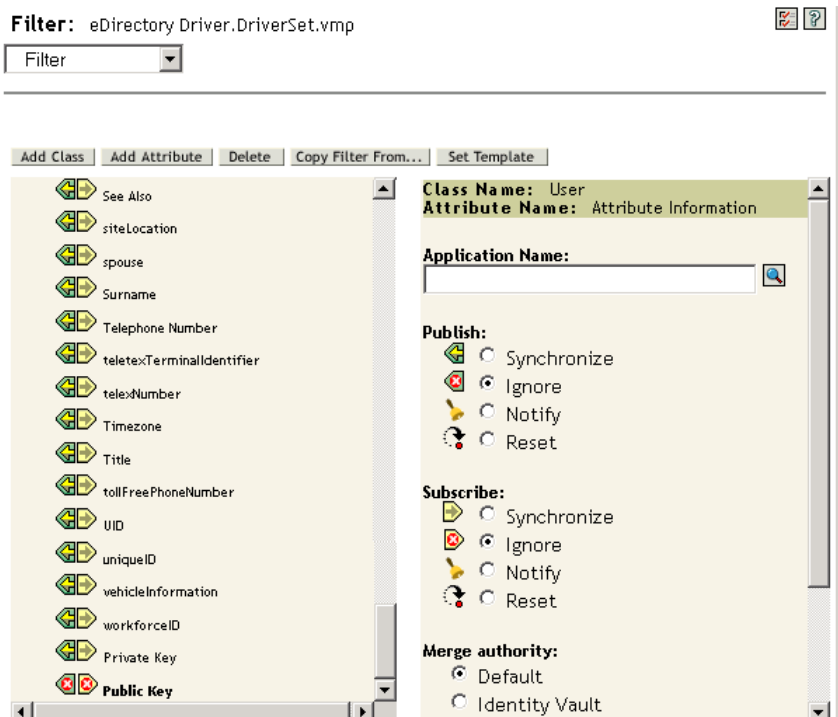 Filter: eDirectory Driver.DriverSet.vmp
Filter
Add Class Add Attribute Delete Copy Filter From... Set Template
See Also
siteLocation
spouse
Surname
Telephone Number
teletexTerminalIdentifier
telexNumber
Timezone
Title
tollFreePhoneNumber
UID
uniqueID
vehicleInformation
workforceID
Private Key
Public Key
Class Name: User
Attribute Name: Attribute Information
Application Name:
Publish:
Synchronize
Ignore
Notify
Reset
Subscribe:
Synchronize
Ignore
Notify
Reset
Merge authority:
Default
Identity Vault